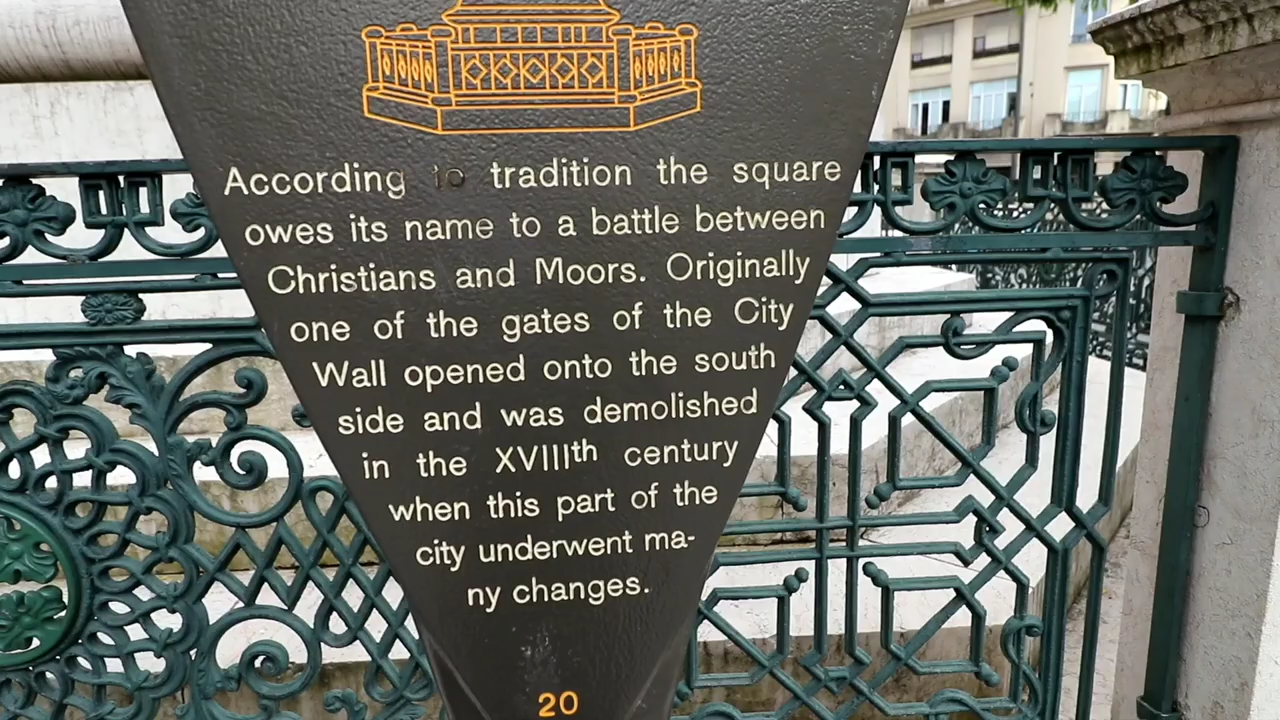 According to tradition the square
owes its name to a battle between
Christians and Moors. Originally
one of the gates of the City
Wall opened onto the south
side and was demolished
in the XVIIIth century
when this part of the
city underwent ma-
ny changes.
20